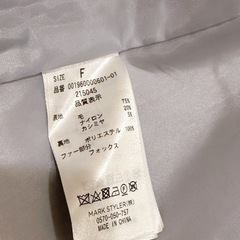 SIZE F
品番 001960000601-01
215045
品質表示
表地 毛 75%
ナイロン 20%
カシミヤ 5%
裏地 ポリエステル 100%
ファー部分 フォックス
MARK STYLER(株)
0570-050-757
MADE IN CHINA